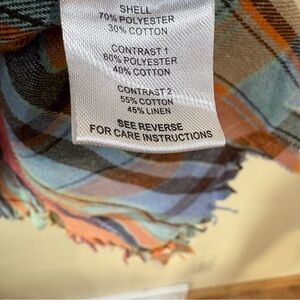 SHELL
70% POLYESTER
30% COTTON
CONTRAST 1
60% POLYESTER
40% COTTON
CONTRAST 2
55% COTTON
45% LINEN
SEE REVERSE
FOR CARE INSTRUCTIONS